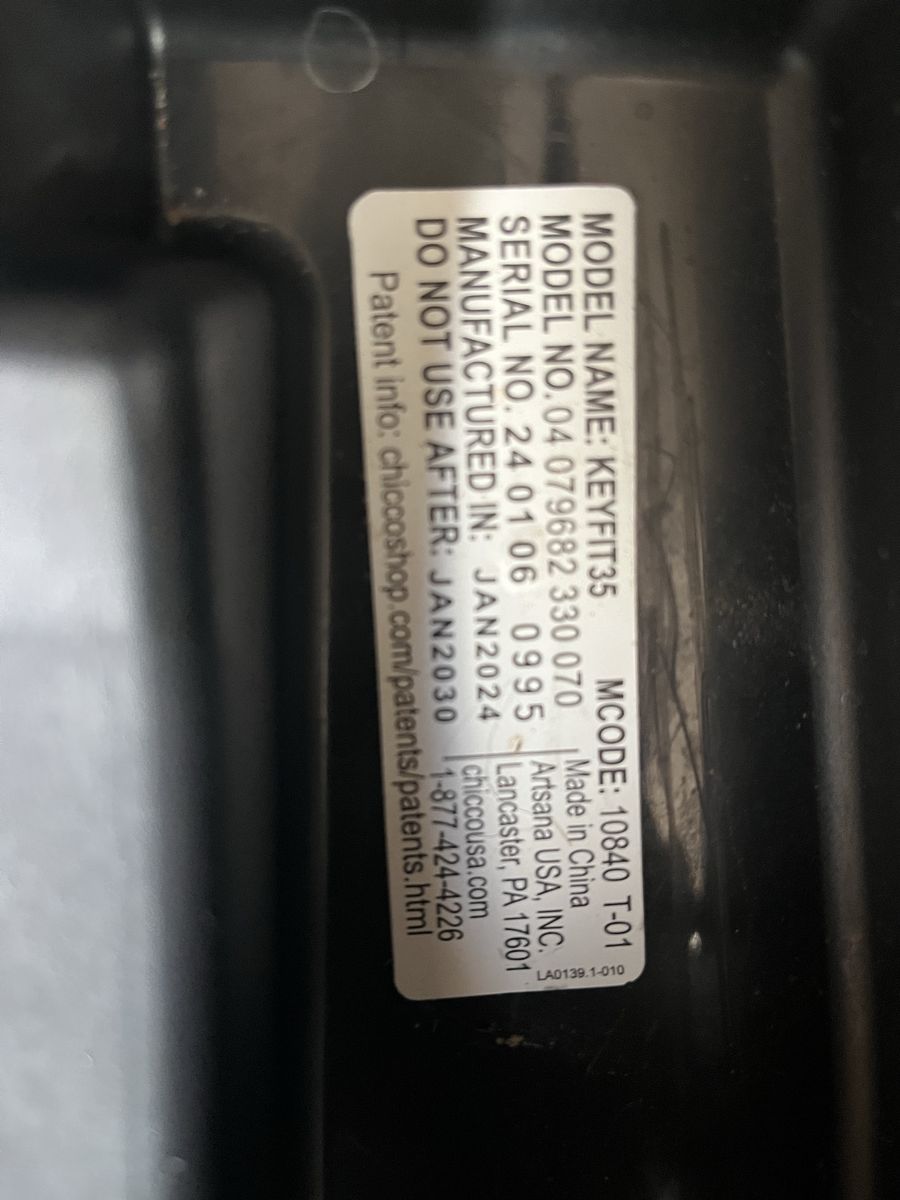 MODEL NAME: KEYFIT35 MCODE: 10840 T-01
MODEL NO. 04 079682 330 070
SERIAL NO. 24 01 06 0995
MANUFACTURED IN: JAN2024
DO NOT USE AFTER: JAN2030
Made in China
Artsana USA, INC.
Lancaster, PA 17601
chiccousa.com
1-877-424-4226
LA0139.1-010
Patent info: chiccoshop.com/patents/patents.html